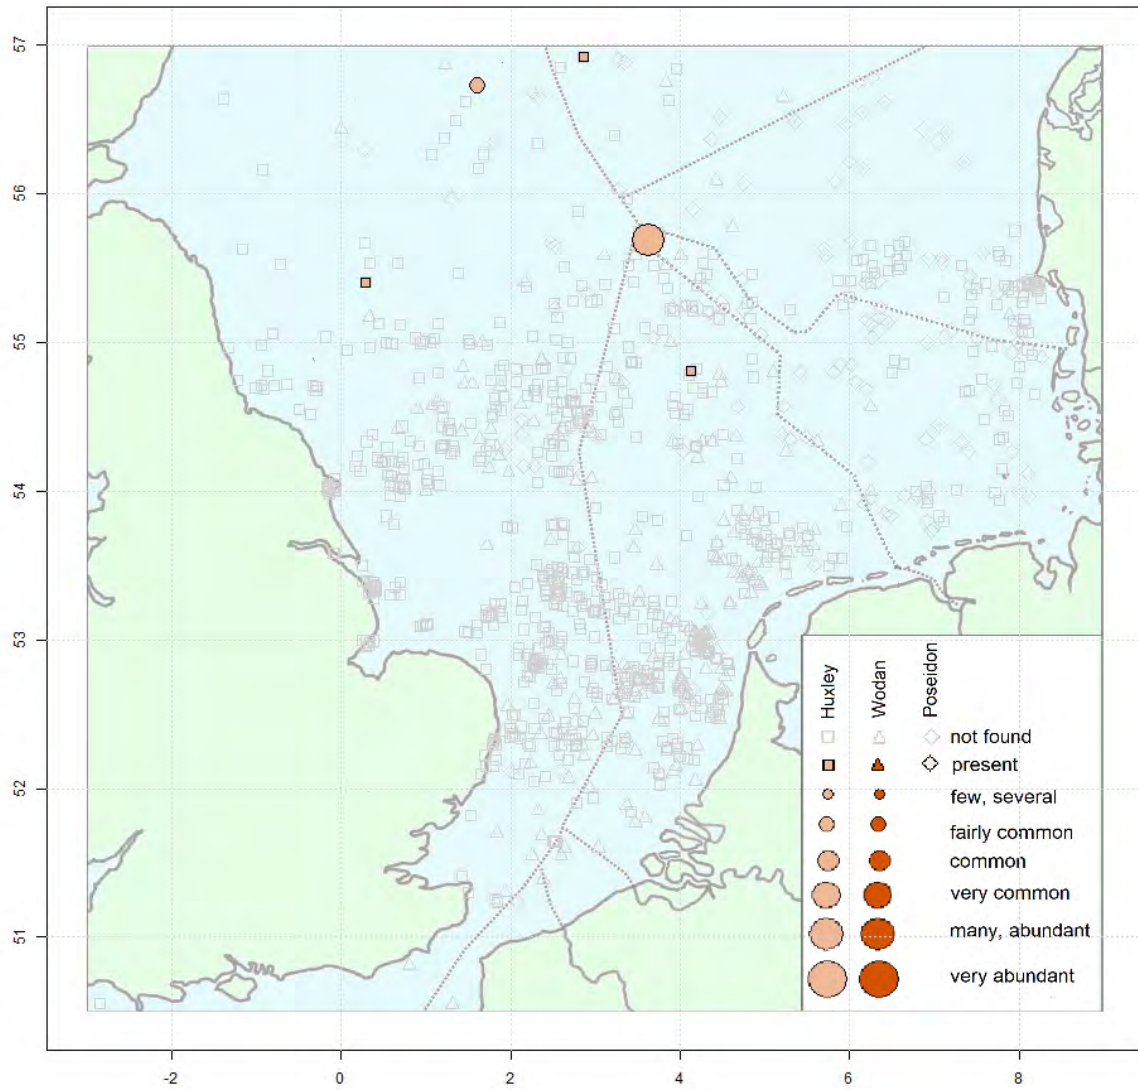 57
56
55
54
53
52
51
Huxley
Wodan
Poseidon
not found
present
few, several
fairly common
common
very common
many, abundant
very abundant
-2 0 2 4 6 8